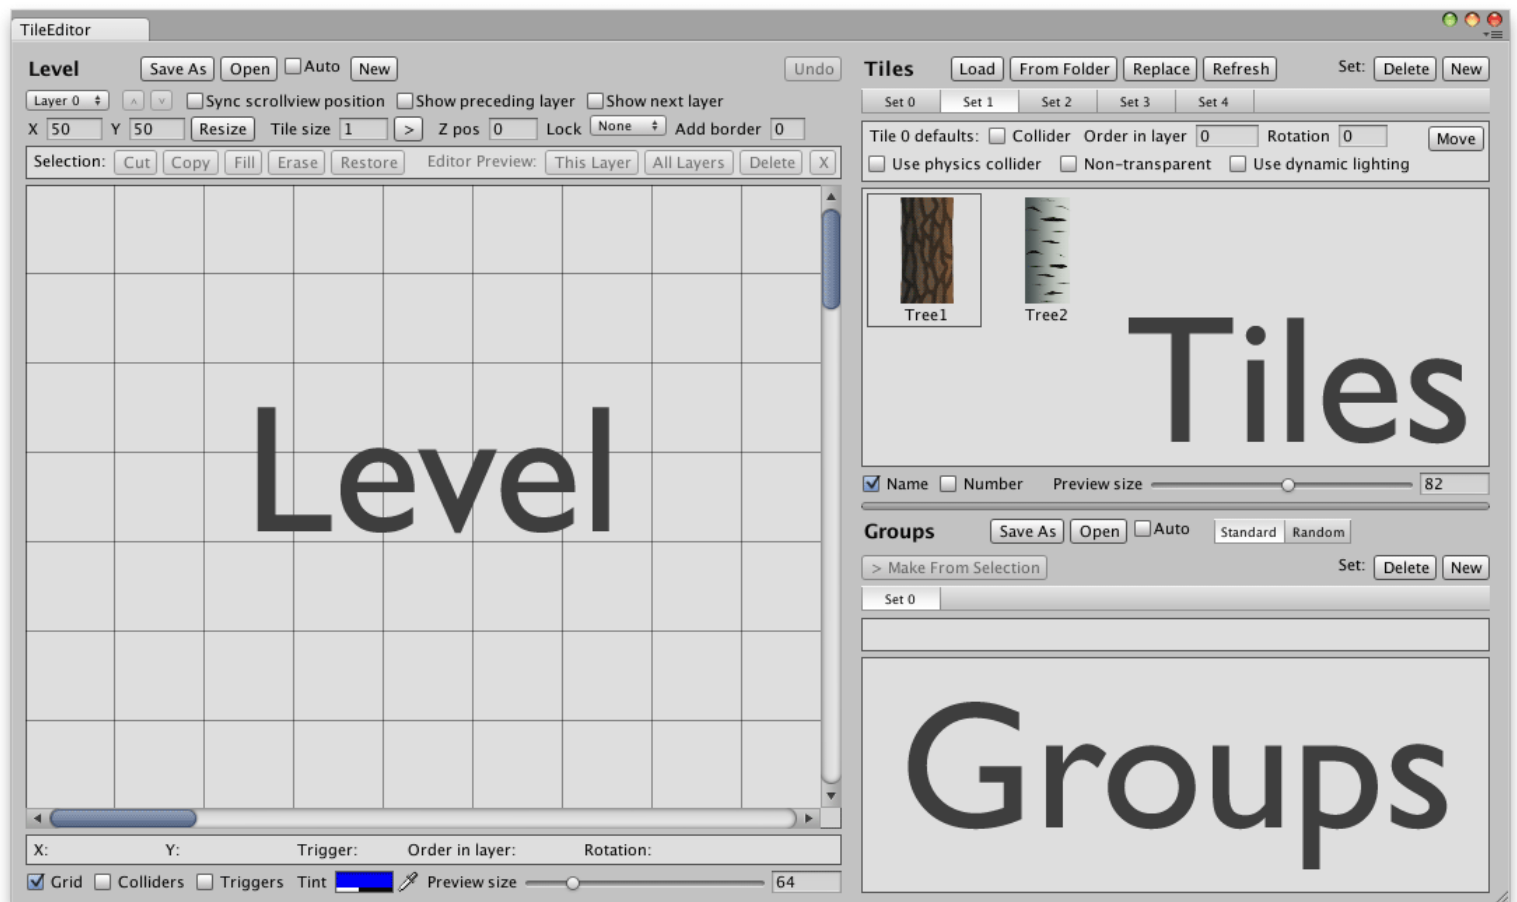 TileEditor
Level Save As Open Auto New Undo
Layer 0 ˄ ˅ Sync scrollview position Show preceding layer Show next layer
X 50 Y 50 Resize Tile size 1 > Z pos 0 Lock None Add border 0
Selection: Cut Copy Fill Erase Restore Editor Preview: This Layer All Layers Delete X
Level
X: Y: Trigger: Order in layer: Rotation:
Grid Colliders Triggers Tint Preview size 64
Tiles Load From Folder Replace Refresh Set: Delete New
Set 0 Set 1 Set 2 Set 3 Set 4
Tile 0 defaults: Collider Order in layer 0 Rotation 0 Move
Use physics collider Non-transparent Use dynamic lighting
Tree1 Tree2
Tiles
Name Number Preview size 82
Groups Save As Open Auto Standard Random
> Make From Selection Set: Delete New
Set 0
Groups